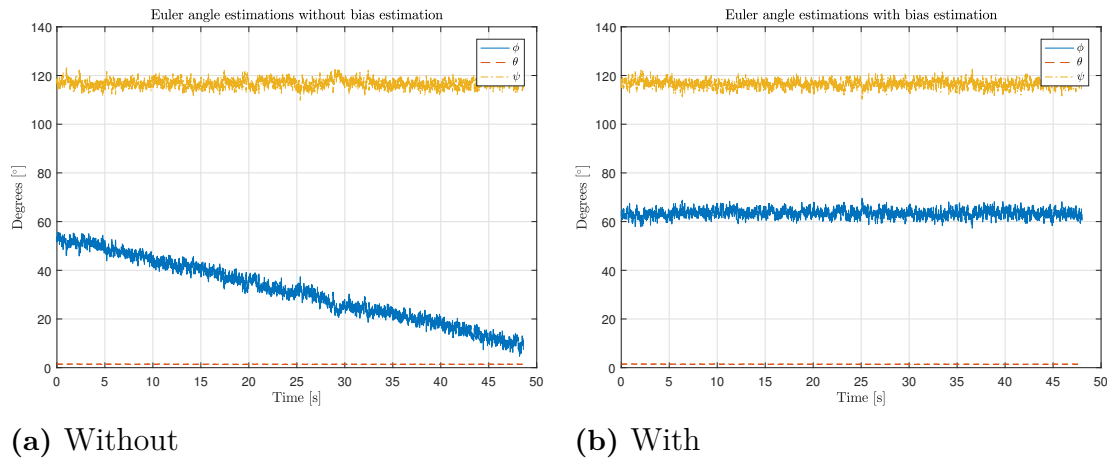 Euler angle estimations without bias estimation
140
120
100
80
60
40
20
0
Degrees [°]
0 5 10 15 20 25 30 35 40 45 50
Time [s]
ϕ
θ
ψ
(a) Without
Euler angle estimations with bias estimation
140
120
100
80
60
40
20
0
Degrees [°]
0 5 10 15 20 25 30 35 40 45 50
Time [s]
ϕ
θ
ψ
(b) With